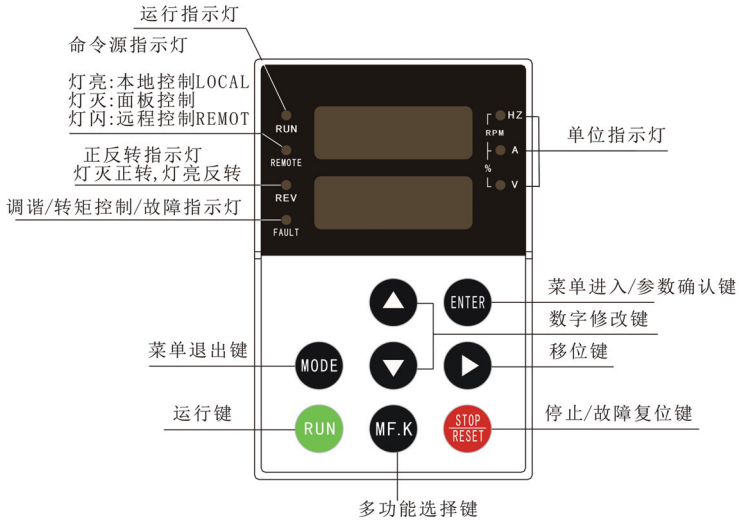 运行指示灯
命令源指示灯
灯亮:本地控制LOCAL
灯灭:面板控制
灯闪:远程控制REMOT
正反转指示灯
灯灭正转,灯亮反转
调谐/转矩控制/故障指示灯
RUN
REMOTE
REV
FAULT
HZ
RPM
A
%
V
单位指示灯
菜单进入/参数确认键
数字修改键
移位键
停止/故障复位键
菜单退出键
运行键
多功能选择键
ENTER
MODE
RUN
MF.K
STOP
RESET